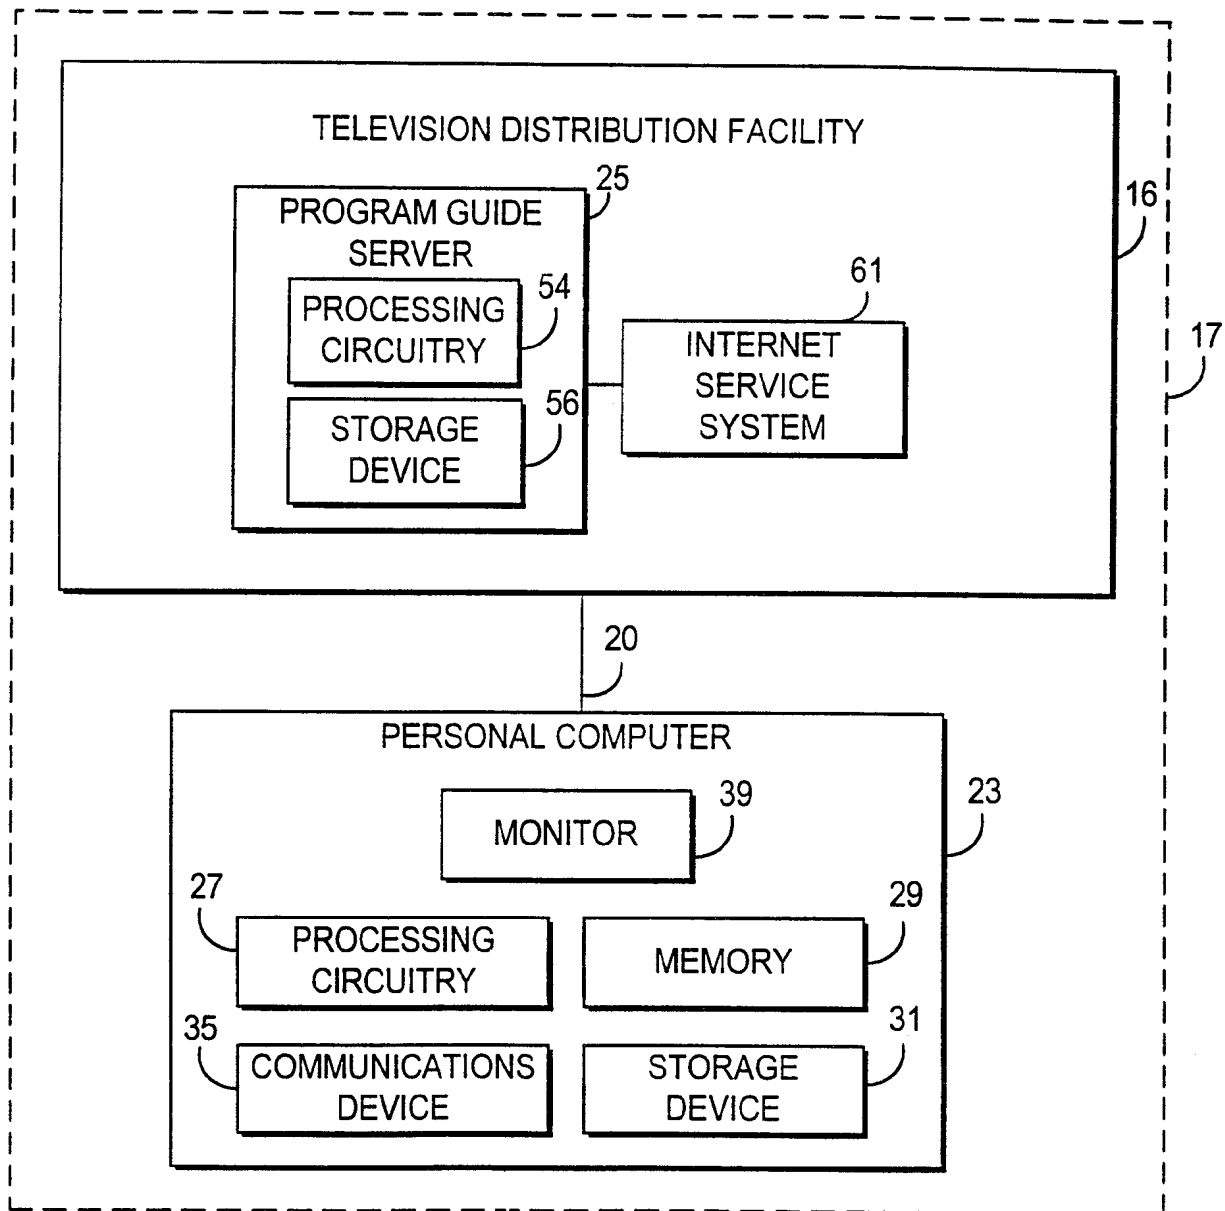 TELEVISION DISTRIBUTION FACILITY
25
PROGRAM GUIDE
SERVER
16
54
PROCESSING
CIRCUITRY
61
INTERNET
SERVICE
SYSTEM
17
56
STORAGE
DEVICE
20
PERSONAL COMPUTER
39
23
MONITOR
27
PROCESSING
CIRCUITRY
29
MEMORY
35
COMMUNICATIONS
DEVICE
31
STORAGE
DEVICE